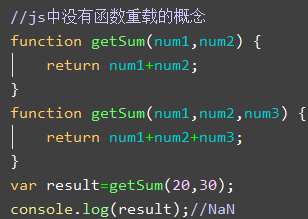 //js中没有函数重载的概念
function getSum(num1,num2) {
    return num1+num2;
}
function getSum(num1,num2,num3) {
    return num1+num2+num3;
}
var result=getSum(20,30);
console.log(result);//NaN